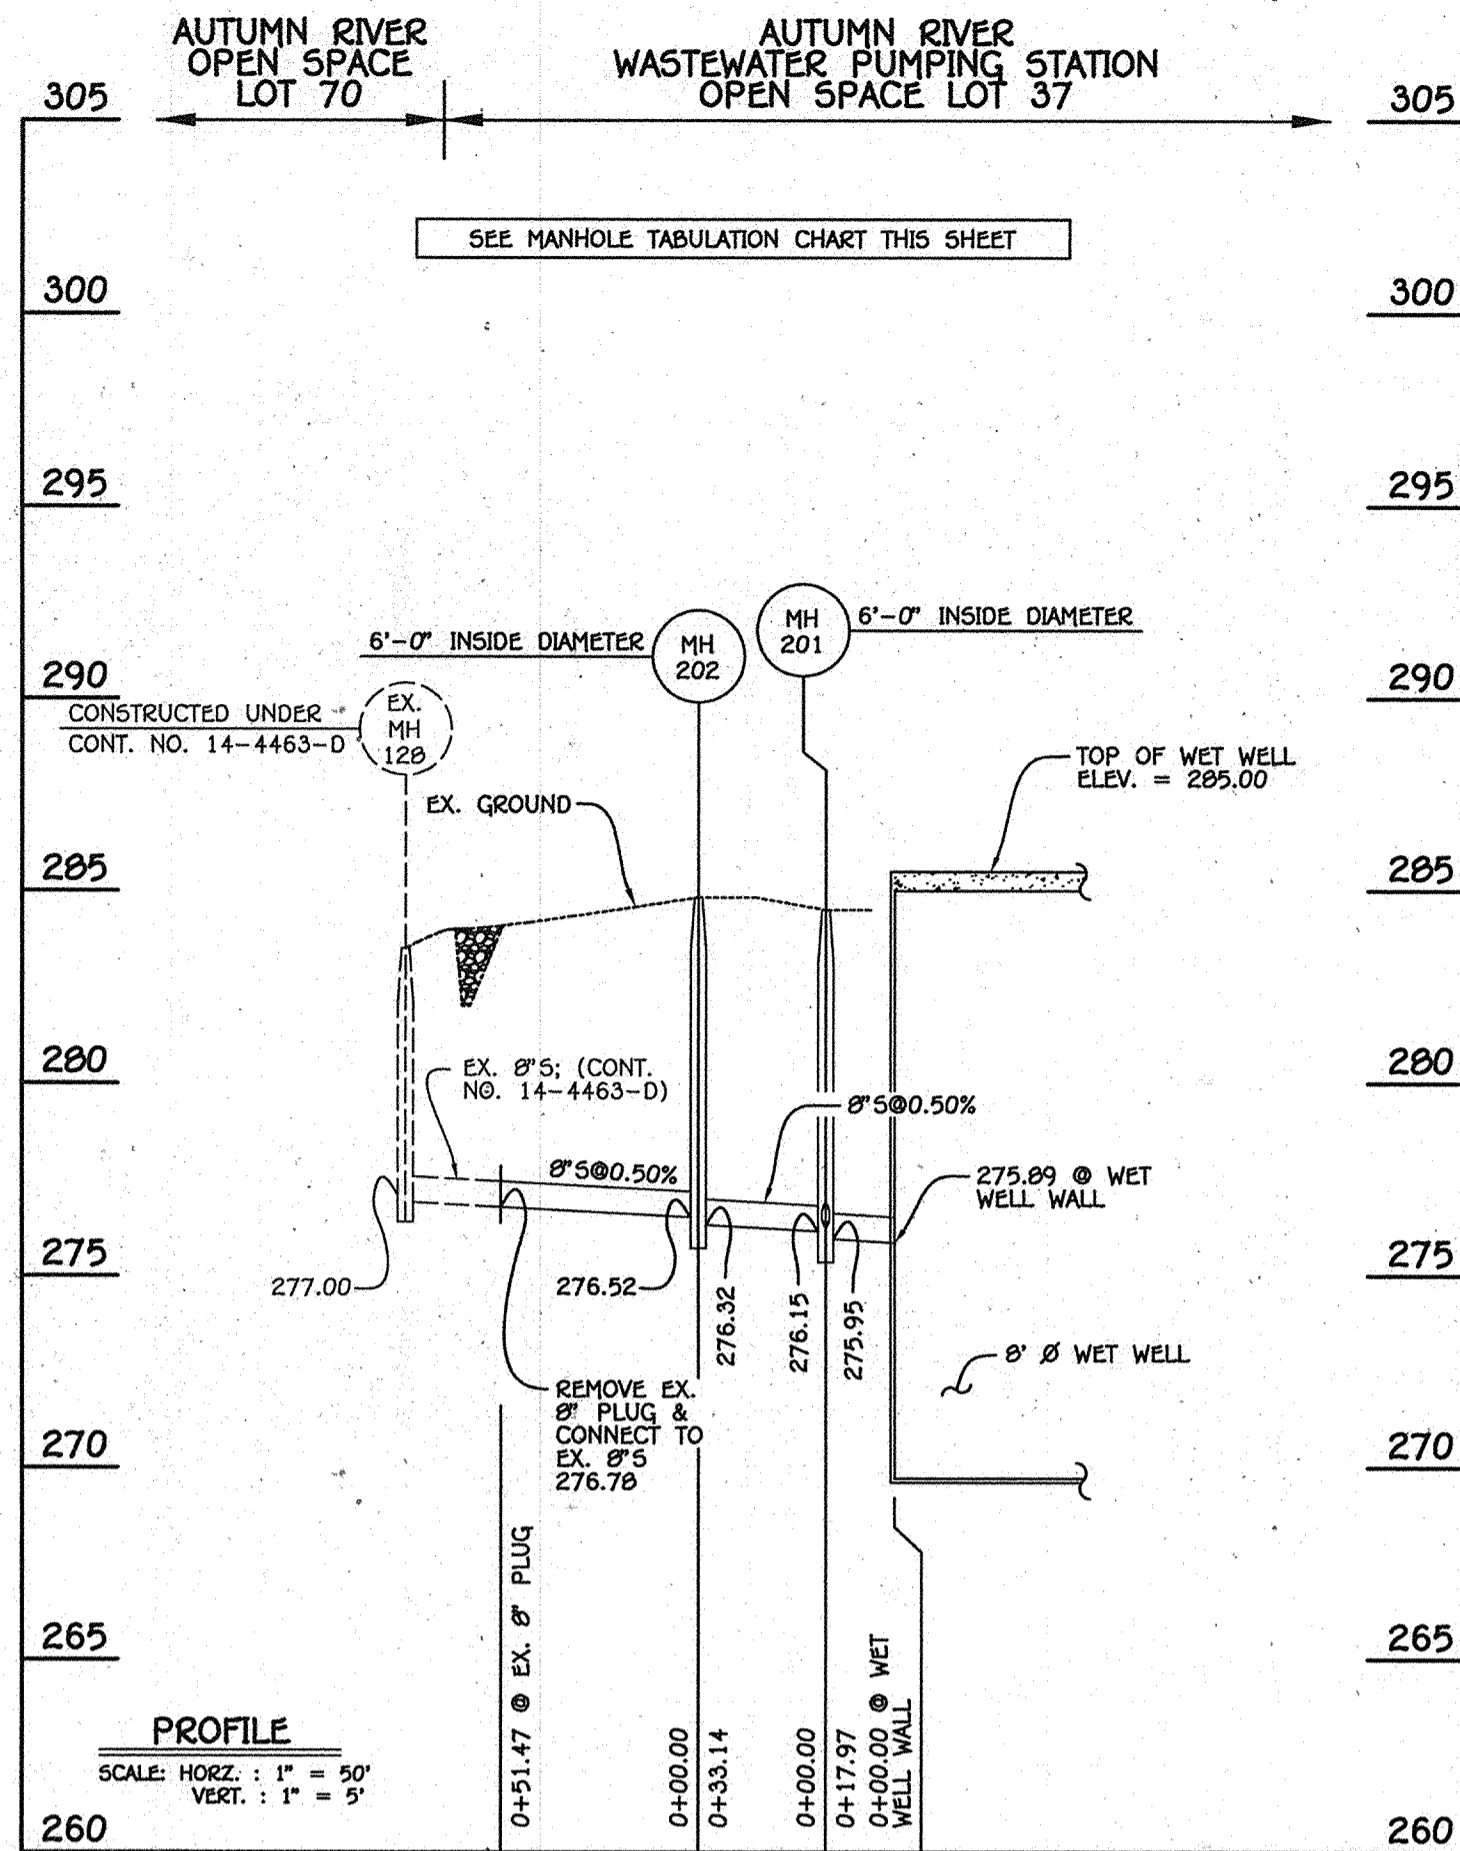 AUTUMN RIVER
OPEN SPACE
LOT 70
AUTUMN RIVER
WASTEWATER PUMPING STATION
OPEN SPACE LOT 37
305
305
SEE MANHOLE TABULATION CHART THIS SHEET
300
300
295
295
6'-0" INSIDE DIAMETER
MH
202
MH
201
6'-0" INSIDE DIAMETER
290
290
CONSTRUCTED UNDER
CONT. NO. 14-4463-D
EX.
MH
128
EX. GROUND
TOP OF WET WELL
ELEV. = 285.00
285
285
280
280
EX. 8"S; (CONT.
NO. 14-4463-D)
8"S@0.50%
8"S@0.50%
275.89 @ WET
WELL WALL
275
275
277.00
276.52
276.32
276.15
275.95
8' Ø WET WELL
REMOVE EX.
8" PLUG &
CONNECT TO
EX. 8"S
276.78
270
270
265
265
0+51.47 @ EX. 8" PLUG
0+00.00
0+33.14
0+00.00
0+17.97
0+00.00 @ WET
WELL WALL
PROFILE
SCALE: HORZ. : 1" = 50'
VERT. : 1" = 5'
260
260